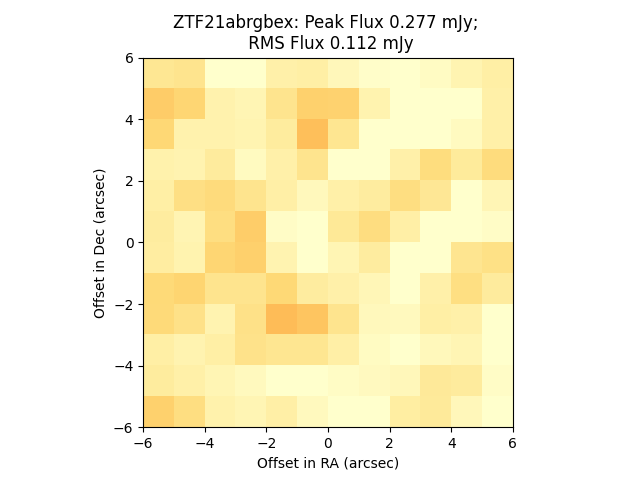 ZTF21abrgbex: Peak Flux 0.277 mJy;
RMS Flux 0.112 mJy
6
4
2
0
−2
−4
−6
Offset in Dec (arcsec)
−6 −4 −2 0 2 4 6
Offset in RA (arcsec)